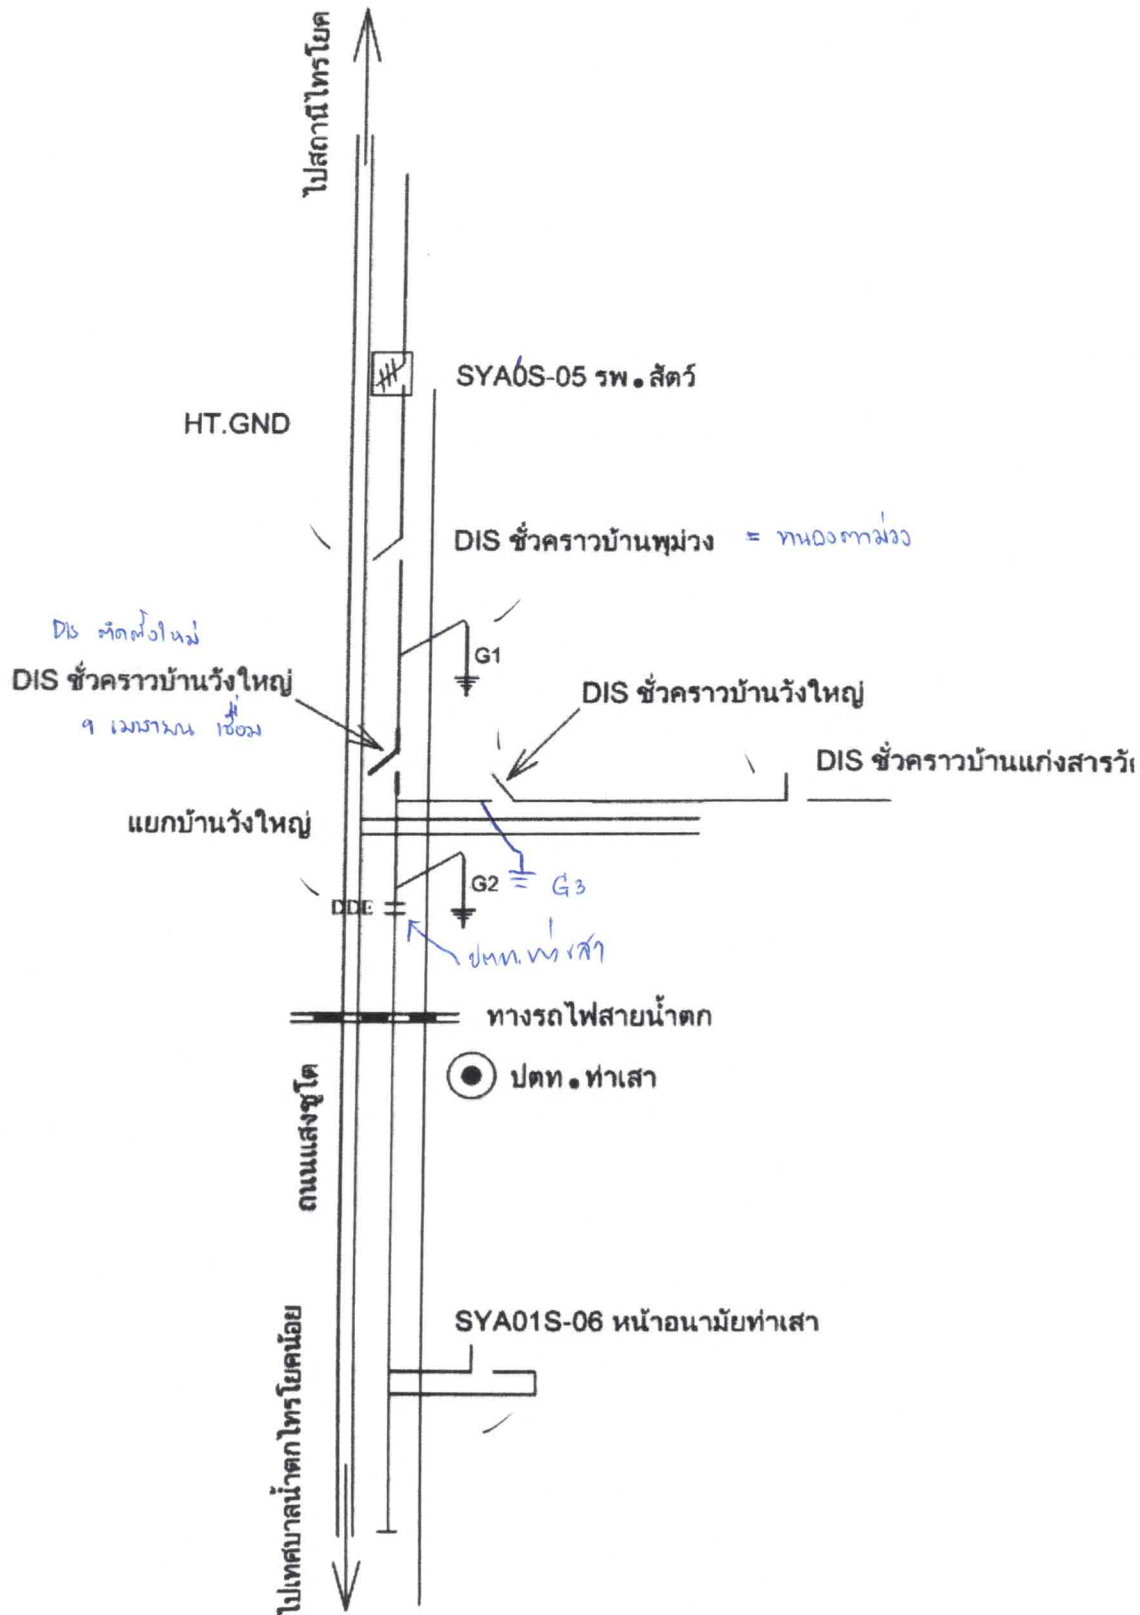 ไปสถานีไทรโยค
SYA0S-05 รพ.สัตว์
HT.GND
DIS ชั่วคราวบ้านพุม่วง
=
G1
DIS ติดตั้งใหม่
DIS ชั่วคราวบ้านวังใหญ่
9 เมษายน เชื่อม
DIS ชั่วคราวบ้านวังใหญ่
DIS ชั่วคราวบ้านแก่งสารวั
แยกบ้านวังใหญ่
G2
G3
DDE
ปตท.ท่าเสา
ทางรถไฟสายน้ำตก
ปตท.ท่าเสา
ถนนแสงชูโต
SYA01S-06 หน้าอนามัยท่าเสา
ไปเทศบาลน้ำตกไทรโยคน้อย